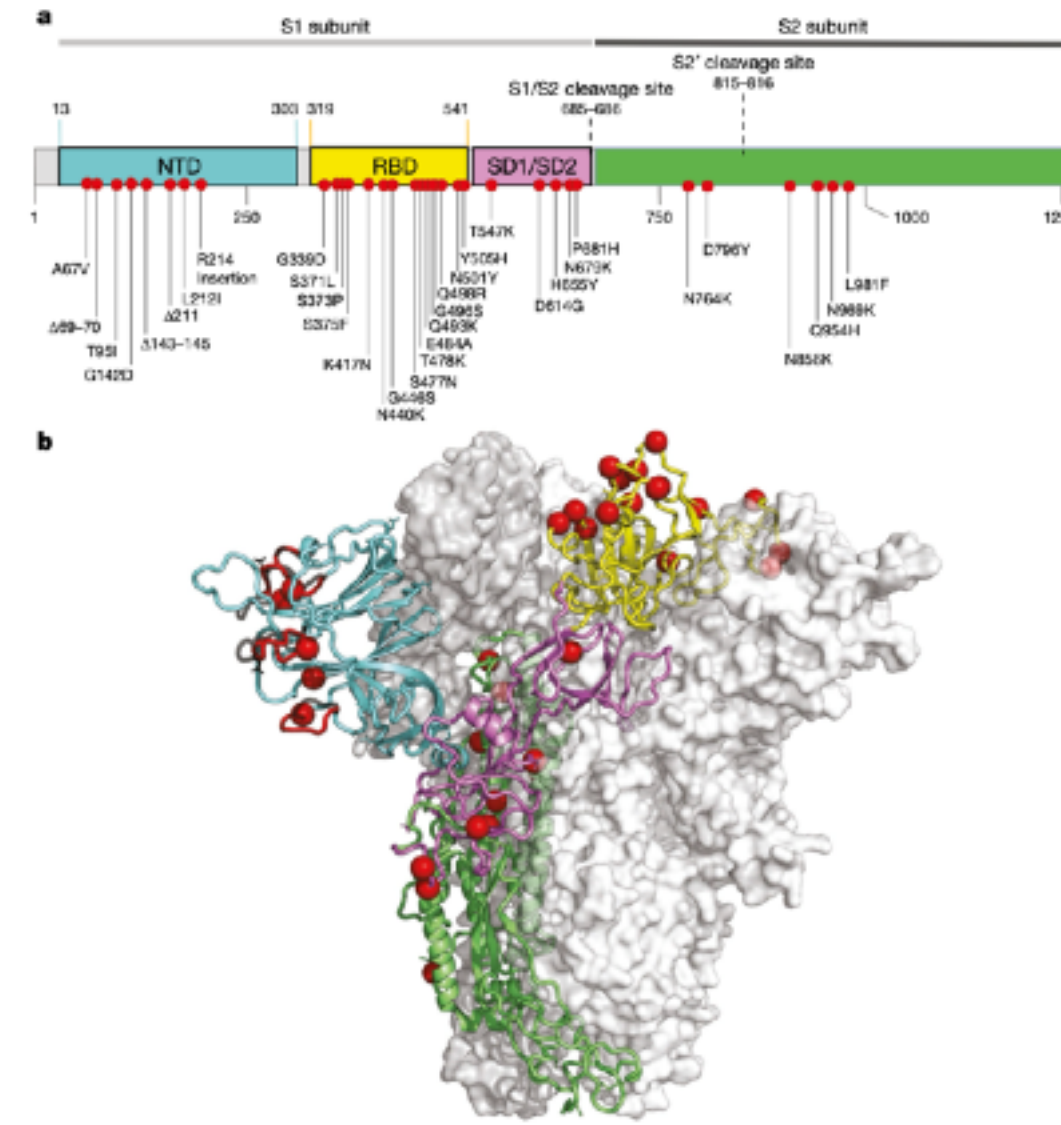 a
S1 subunit
S2 subunit
S2′ cleavage site
815–816
S1/S2 cleavage site
685–686
13
303
319
541
NTD
RBD
SD1/SD2
1
250
750
1000
T547K
P681H
D796Y
A67V
R214
insertion
G339D
Y505H
N679K
S371L
N501Y
H655Y
L981F
L212I
S373P
Q498R
D614G
N764K
N969K
Δ211
G496S
Δ69–70
S375F
Q493K
Q954H
Δ143–145
E484A
T95I
K417N
T478K
N856K
G142D
S477N
G446S
N440K
b